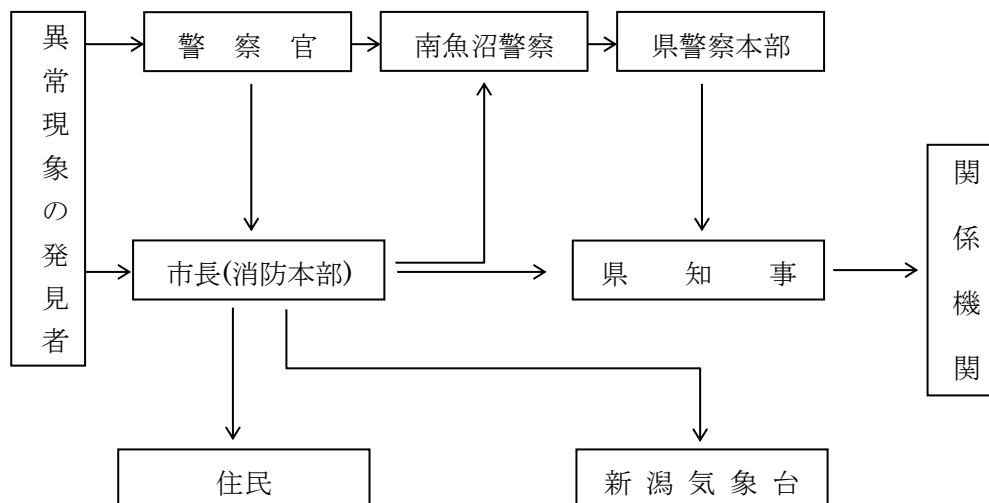 異常現象の発見者
警察官
南魚沼警察
県警察本部
関係機関
市長(消防本部)
県知事
住民
新潟気象台